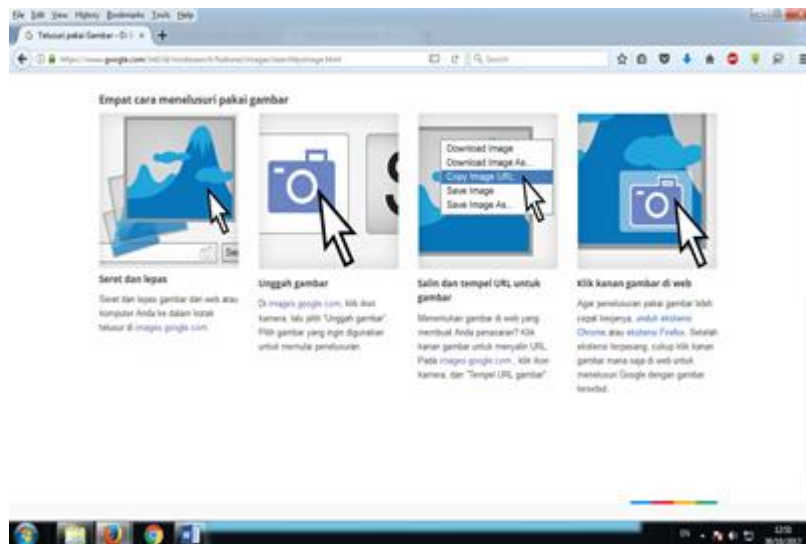 File Edit View History Bookmarks Tools Help
Telusuri pakai Gambar – Di
Search
Empat cara menelusuri pakai gambar
Download Image
Download Image As...
Copy Image URL
Save Image
Save Image As...
Seret dan lepas
Seret dan lepas gambar dari web atau
komputer Anda ke dalam kotak
telusur di images.google.com.
Unggah gambar
Di images.google.com, klik ikon
kamera, lalu pilih "Unggah gambar".
Pilih gambar yang ingin digunakan
untuk memulai penelusuran.
Salin dan tempel URL untuk
gambar
Menemukan gambar di web yang
membuat Anda penasaran? Klik
kanan gambar untuk menyalin URL.
Pada images.google.com, klik ikon
kamera, dan "Tempel URL gambar"
Klik kanan gambar di web
Agar penelusuran pakai gambar lebih
cepat kerjanya, unduh ekstensi
Chrome atau ekstensi Firefox. Setelah
ekstensi terpasang, cukup klik kanan
gambar mana saja di web untuk
menelusuri Google dengan gambar
tersebut.
EN